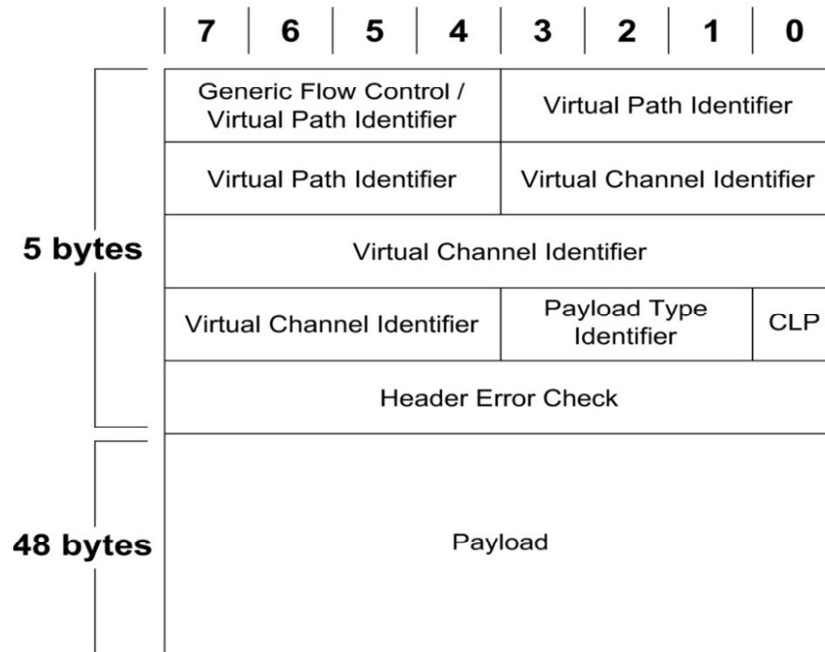 7 6 5 4 3 2 1 0
Generic Flow Control /
Virtual Path Identifier
Virtual Path Identifier
Virtual Path Identifier
Virtual Channel Identifier
5 bytes
Virtual Channel Identifier
Virtual Channel Identifier
Payload Type
Identifier
CLP
Header Error Check
48 bytes
Payload